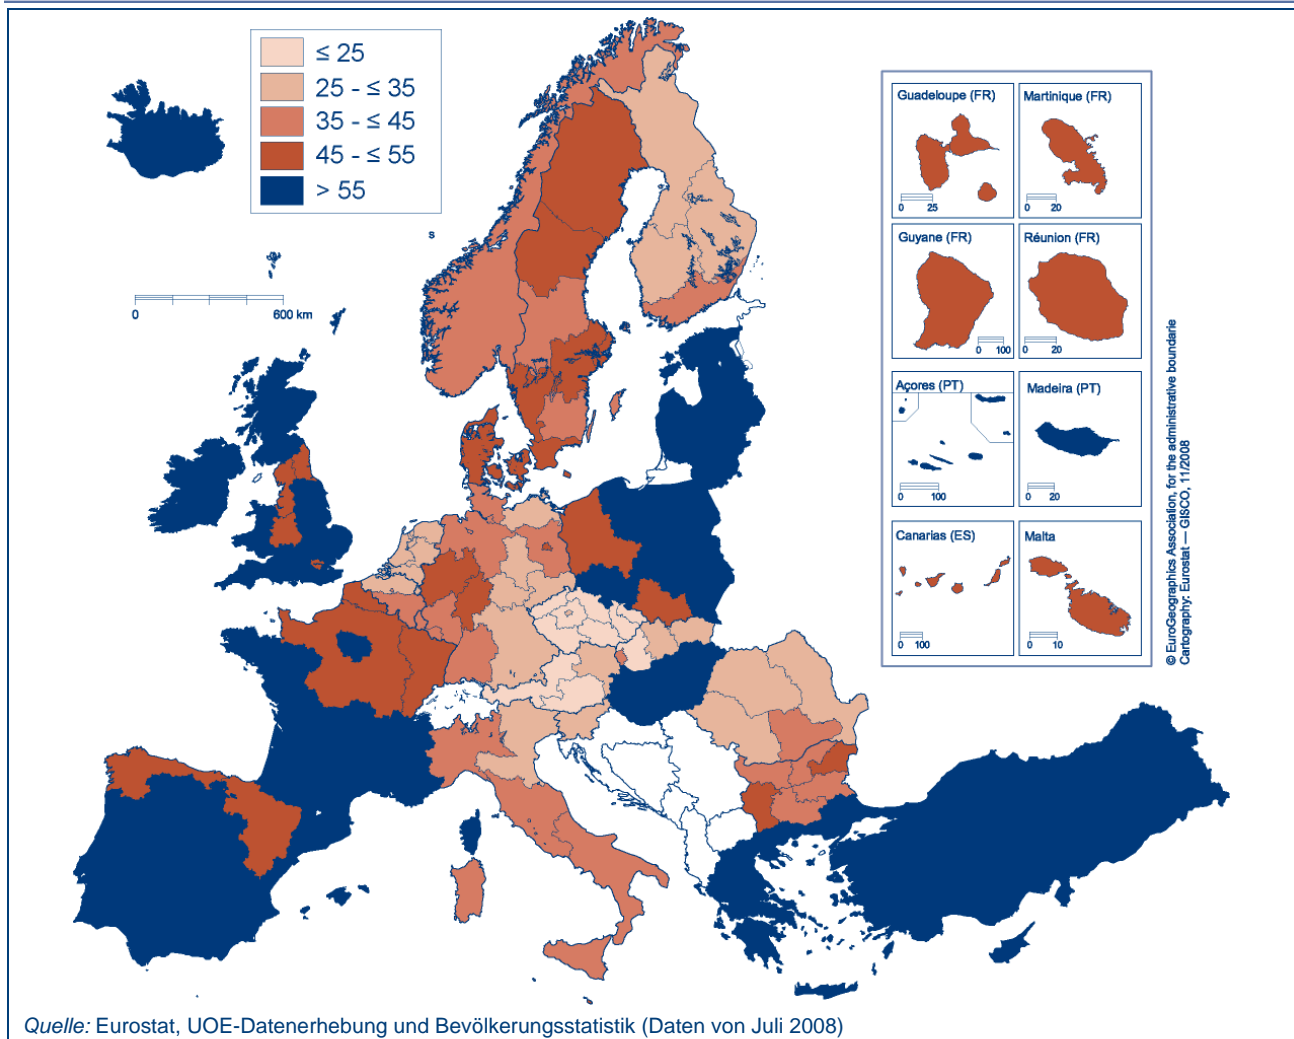 ≤ 25
25 - ≤ 35
35 - ≤ 45
45 - ≤ 55
> 55
s
0 600 km
Guadeloupe (FR)
0 25
Martinique (FR)
0 20
Guyane (FR)
0 100
Réunion (FR)
0 20
Açores (PT)
0 100
Madeira (PT)
0 20
Canarias (ES)
0 100
Malta
0 10
© EuroGeographics Association, for the administrative boundarie
Cartography: Eurostat — GISCO, 11/2008
Quelle: Eurostat, UOE-Datenerhebung und Bevölkerungsstatistik (Daten von Juli 2008)